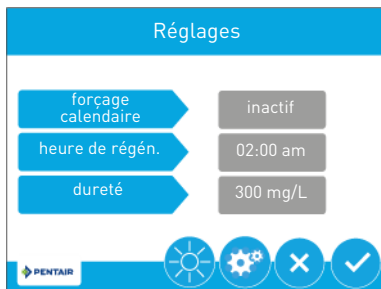 Réglages
forçage
calendaire
inactif
heure de régén.
02:00 am
dureté
300 mg/L
PENTAIR